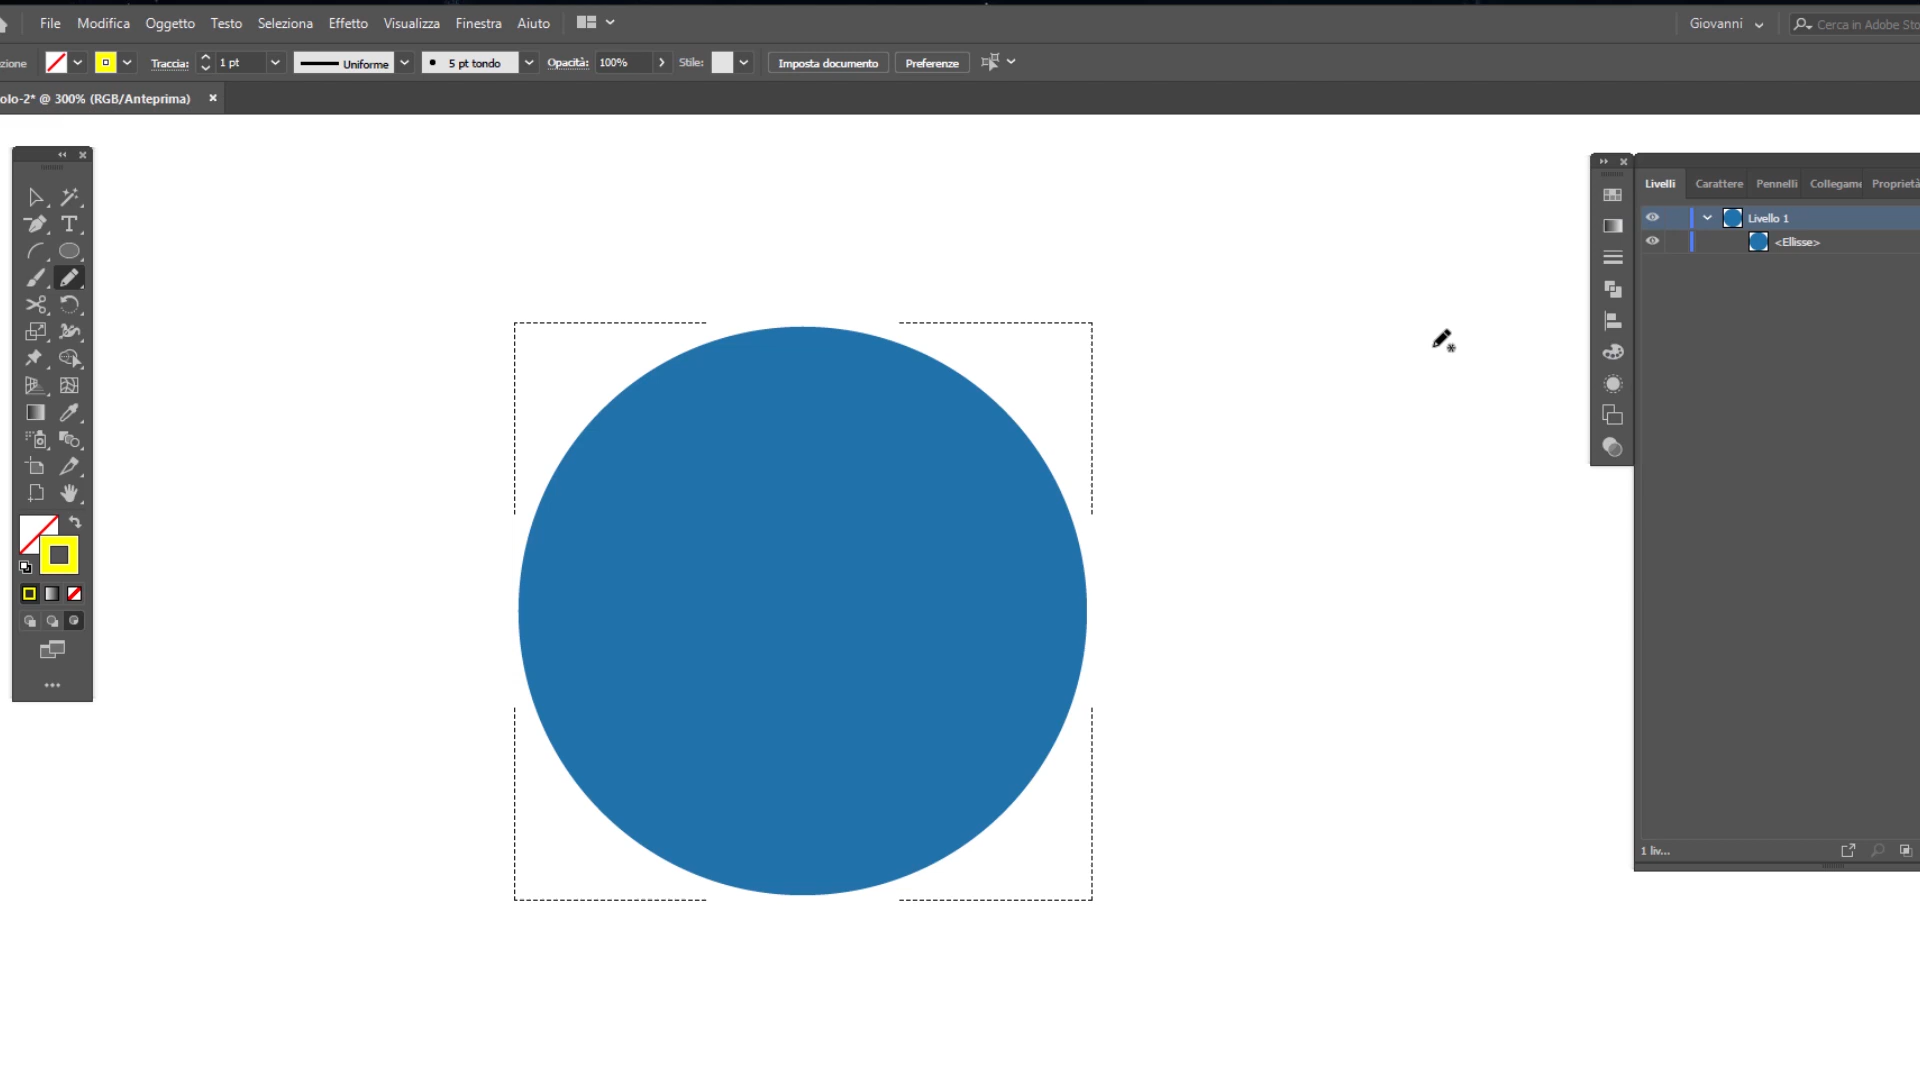 File Modifica Oggetto Testo Seleziona Effetto Visualizza Finestra Aiuto Giovanni Cerca in Adobe Sto
zione Traccia: 1 pt Uniforme 5 pt tondo Opacità: 100% Stile: Imposta documento Preferenze
olo-2* @ 300% (RGB/Anteprima)
Livelli Carattere Pennelli Collegame Proprietà
Livello 1
<Ellisse>
1 liv...